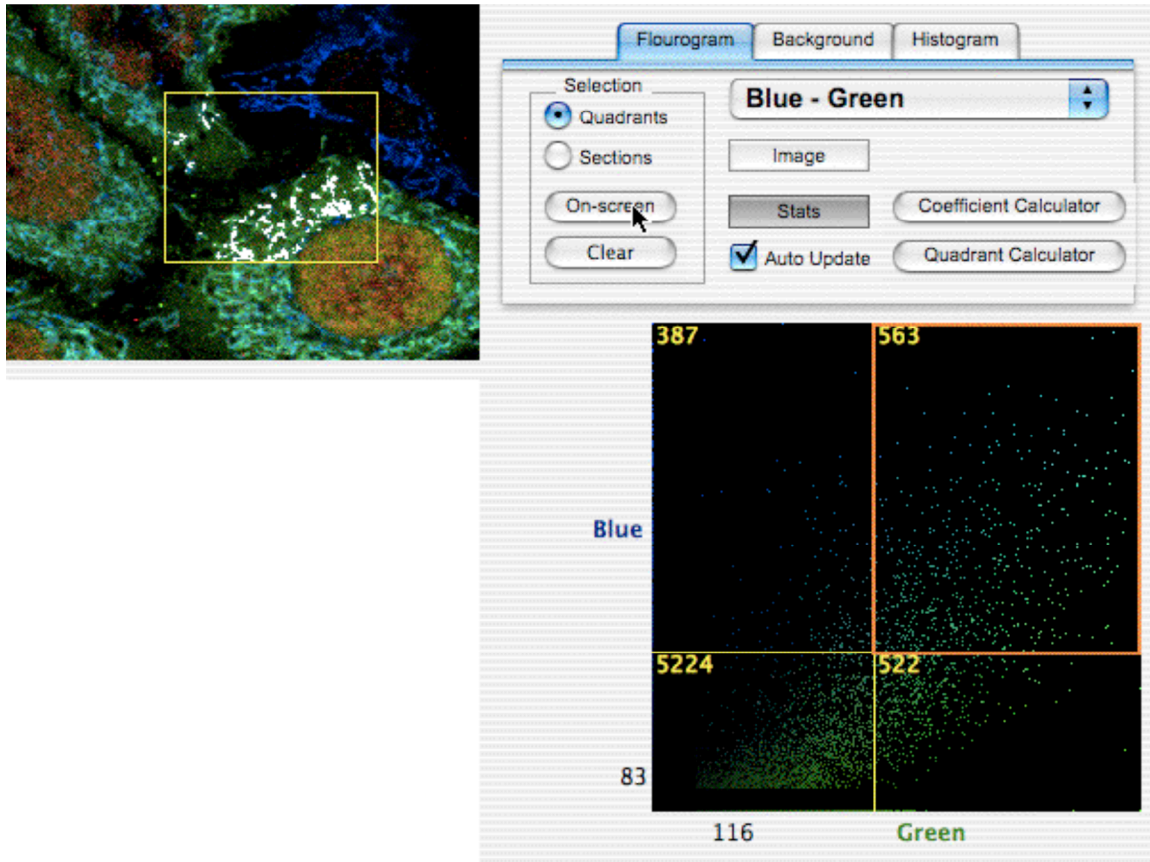 Flourogram Background Histogram
Selection
Quadrants
Sections
On-screen
Clear
Blue - Green
Image
Stats
Coefficient Calculator
Auto Update
Quadrant Calculator
387 563
Blue
5224 522
83
116 Green